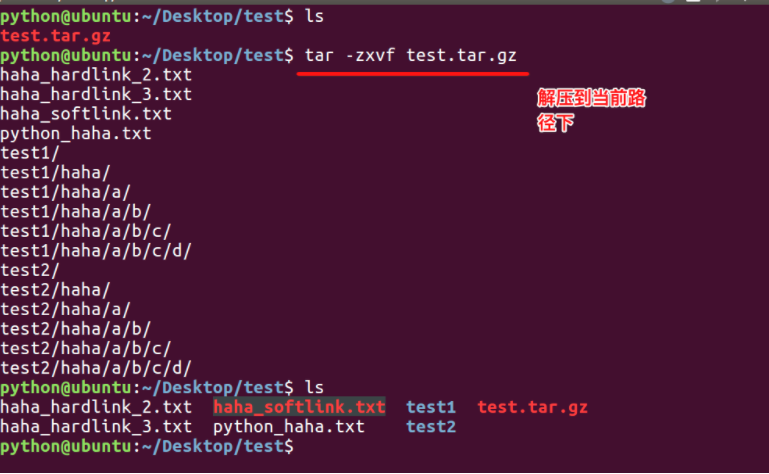 python@ubuntu:~/Desktop/test$ ls
test.tar.gz
python@ubuntu:~/Desktop/test$ tar -zxvf test.tar.gz
haha_hardlink_2.txt
haha_hardlink_3.txt
解压到当前路
haha_softlink.txt
径下
python_haha.txt
test1/
test1/haha/
test1/haha/a/
test1/haha/a/b/
test1/haha/a/b/c/
test1/haha/a/b/c/d/
test2/
test2/haha/
test2/haha/a/
test2/haha/a/b/
test2/haha/a/b/c/
test2/haha/a/b/c/d/
python@ubuntu:~/Desktop/test$ ls
haha_hardlink_2.txt haha_softlink.txt test1 test.tar.gz
haha_hardlink_3.txt python_haha.txt test2
python@ubuntu:~/Desktop/test$